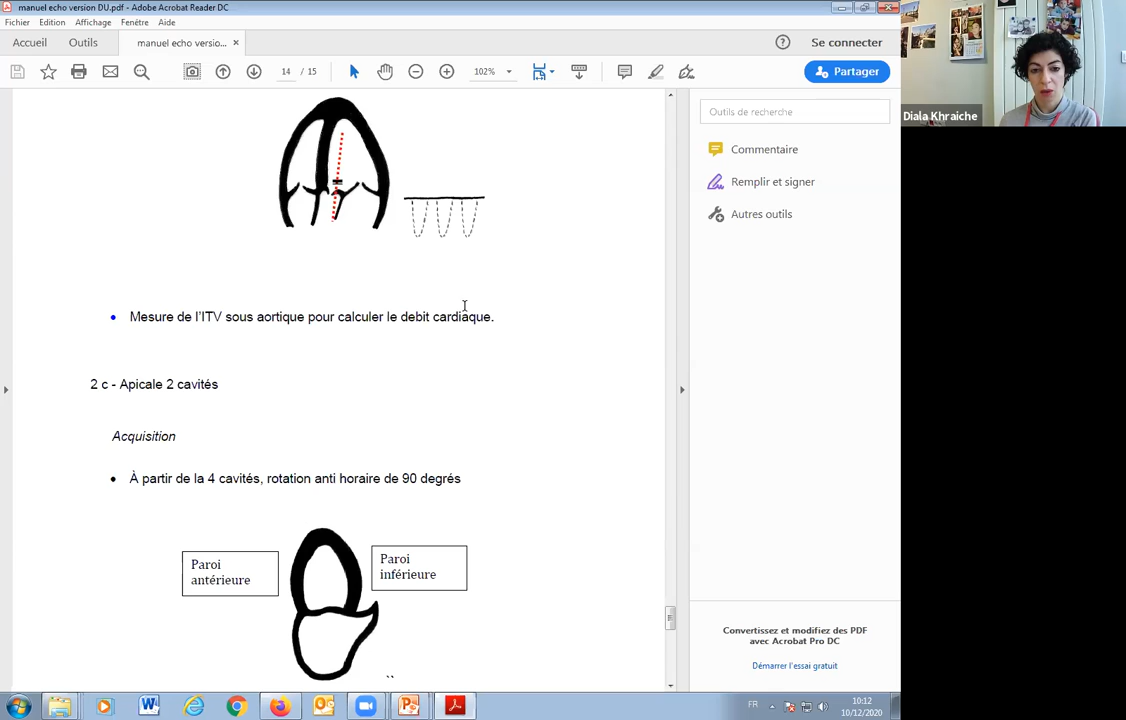 manuel echo version DU.pdf - Adobe Acrobat Reader DC
Fichier Edition Affichage Fenêtre Aide
Accueil Outils manuel echo versio... × Se connecter
14 / 15 102% Partager
Outils de recherche
Diala Khraiche
Commentaire
Remplir et signer
Autres outils
• Mesure de l'ITV sous aortique pour calculer le debit cardiaque.
2 c - Apicale 2 cavités
Acquisition
• À partir de la 4 cavités, rotation anti horaire de 90 degrés
Paroi
antérieure
Paroi
inférieure
Convertissez et modifiez des PDF
avec Acrobat Pro DC
Démarrer l'essai gratuit
FR 10:12
10/12/2020